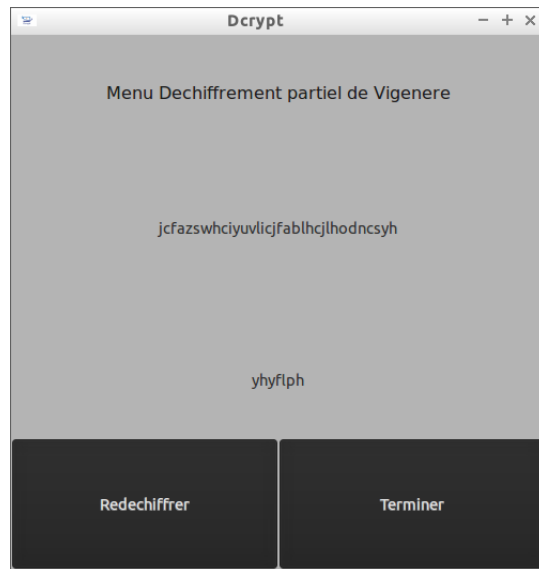 Dcrypt
Menu Dechiffrement partiel de Vigenere
jcfazswhciyuvlicjfablhcjlhodncsyh
yhyflph
Redechiffrer
Terminer